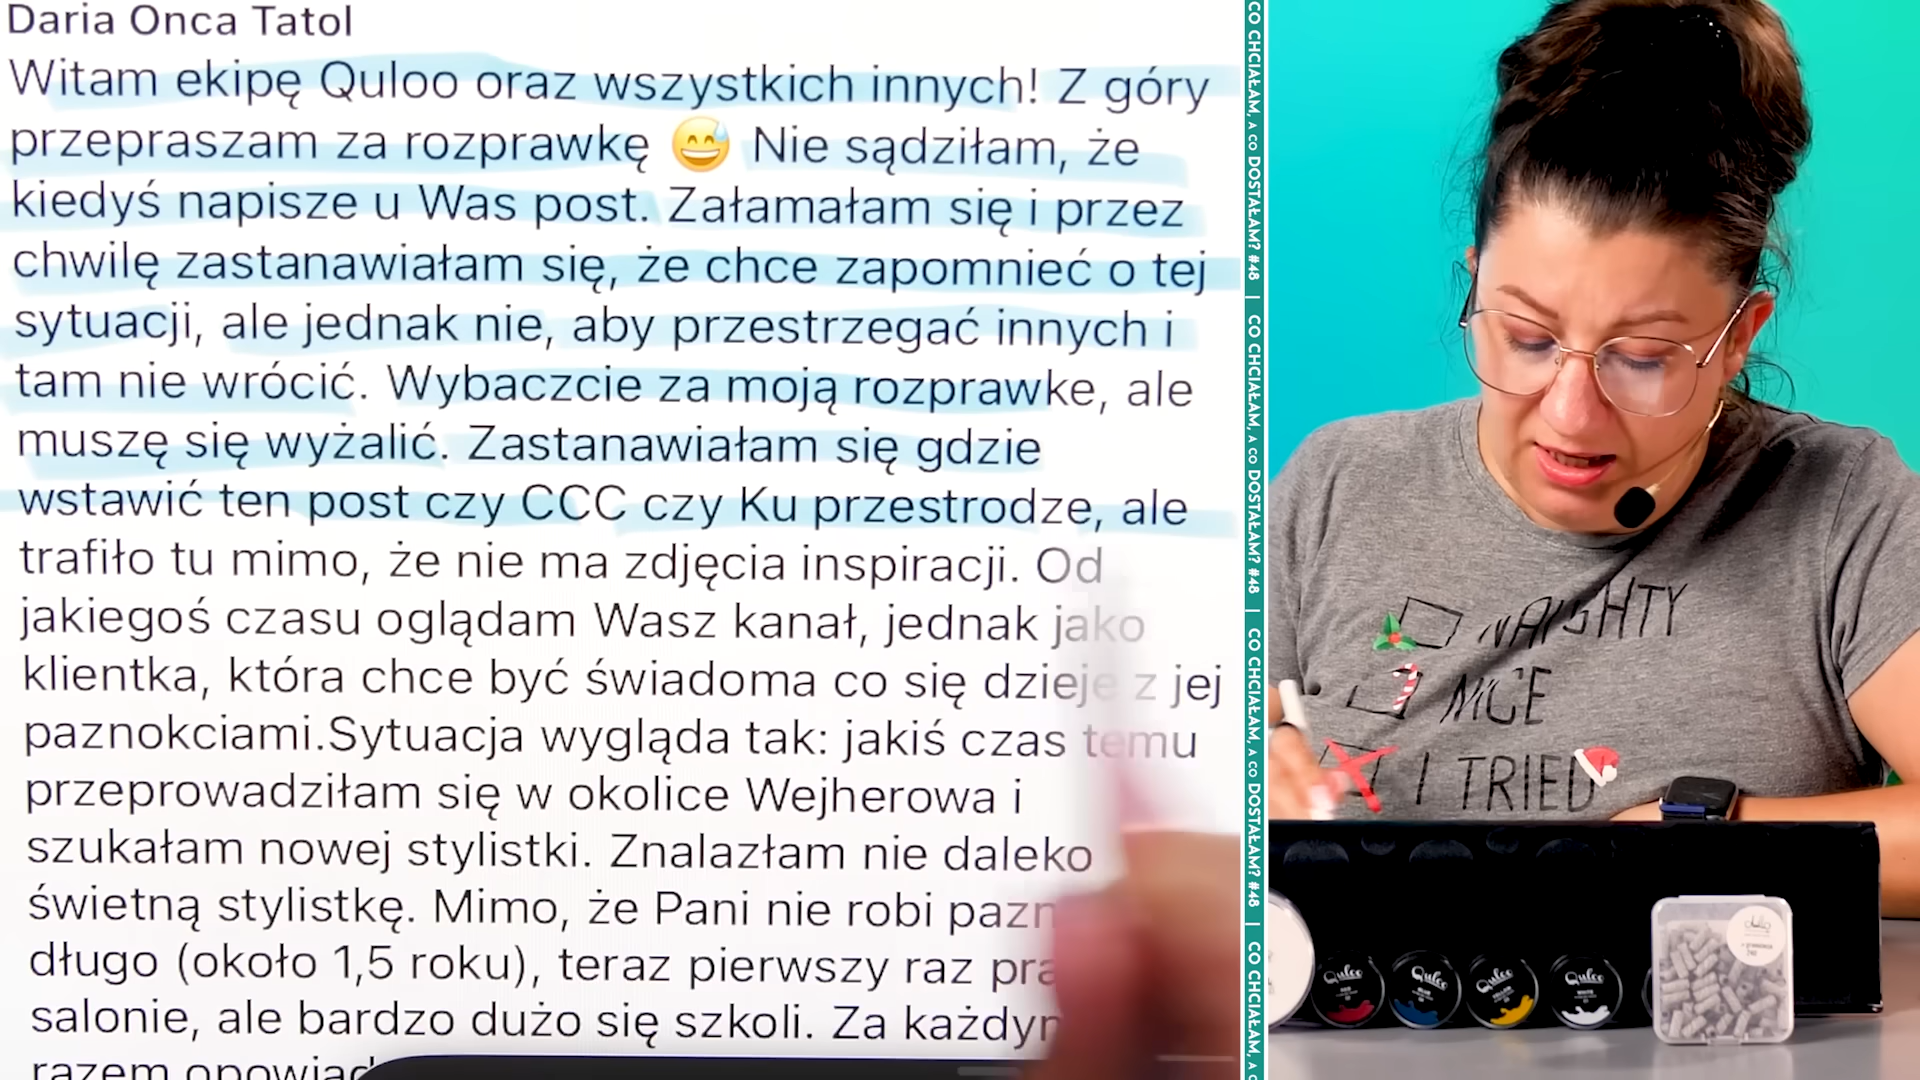 Daria Onca Tatol
Witam ekipę Quloo oraz wszystkich innych! Z góry
przepraszam za rozprawkę 😅 Nie sądziłam, że
kiedyś napisze u Was post. Załamałam się i przez
chwilę zastanawiałam się, że chce zapomnieć o tej
sytuacji, ale jednak nie, aby przestrzegać innych i
tam nie wrócić. Wybaczcie za moją rozprawke, ale
muszę się wyżalić. Zastanawiałam się gdzie
wstawić ten post czy CCC czy Ku przestrodze, ale
trafiło tu mimo, że nie ma zdjęcia inspiracji. Od
jakiegoś czasu oglądam Wasz kanał, jednak jako
klientka, która chce być świadoma co się dzieje z jej
paznokciami.Sytuacja wygląda tak: jakiś czas temu
przeprowadziłam się w okolice Wejherowa i
szukałam nowej stylistki. Znalazłam nie daleko
świetną stylistkę. Mimo, że Pani nie robi
długo (około 1,5 roku), teraz pierwszy raz
salonie, ale bardzo dużo się szkoli. Za
razem
CO CHCIAŁAM, A CO DOSTAŁAM? #48 | CO CHCIAŁAM, A CO DOSTAŁAM? #48 | CO CHCIAŁAM, A CO DOSTAŁAM? #48 | CO CHCIAŁAM, A
NAUGHTY
NICE
I TRIED
Quloo
Quloo
Quloo
Quloo